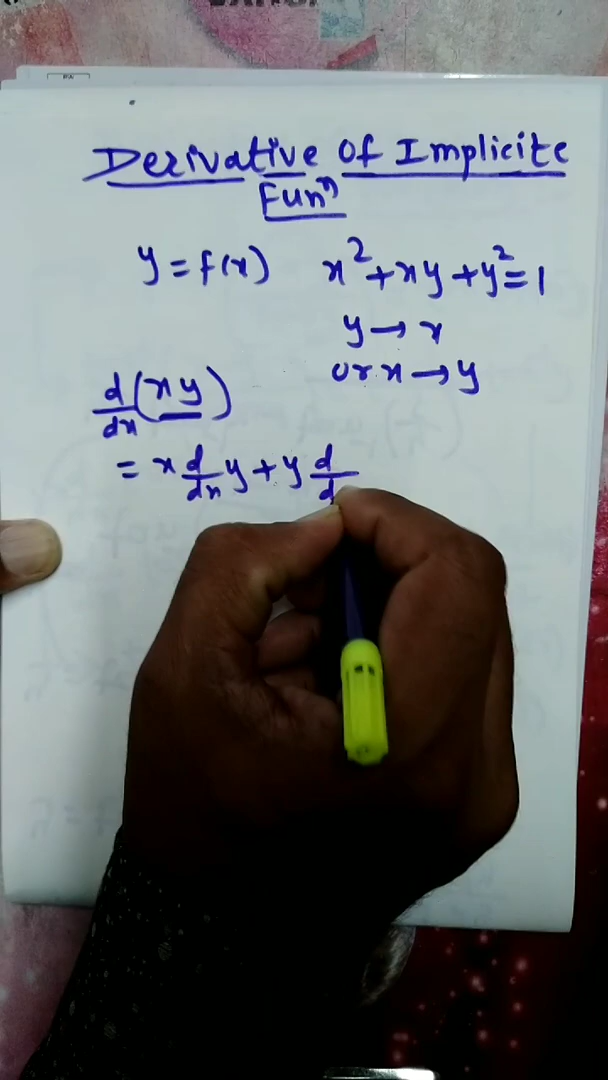 Derivative of Implicite
Funⁿ
y = f(x) x² + xy + y² = 1
y → x
or x → y
d/dx (xy)
= x d/dx y + y d/d